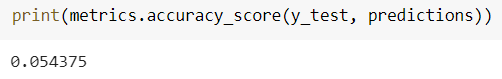 print(metrics.accuracy_score(y_test, predictions))
0.054375